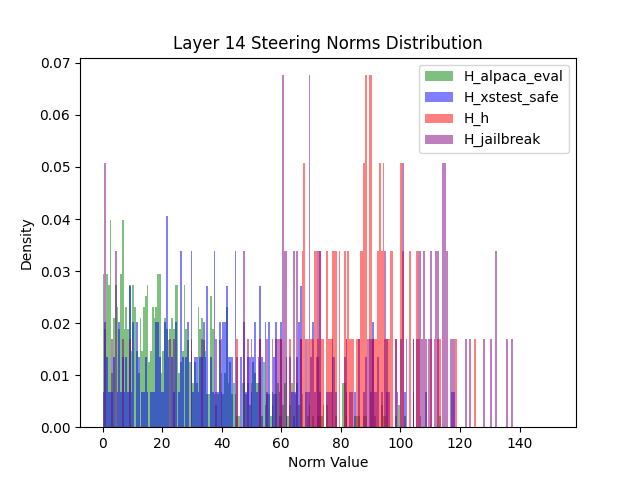 Layer 14 Steering Norms Distribution
0.07
0.06
0.05
0.04
0.03
0.02
0.01
0.00
Density
H_alpaca_eval
H_xstest_safe
H_h
H_jailbreak
0 20 40 60 80 100 120 140
Norm Value